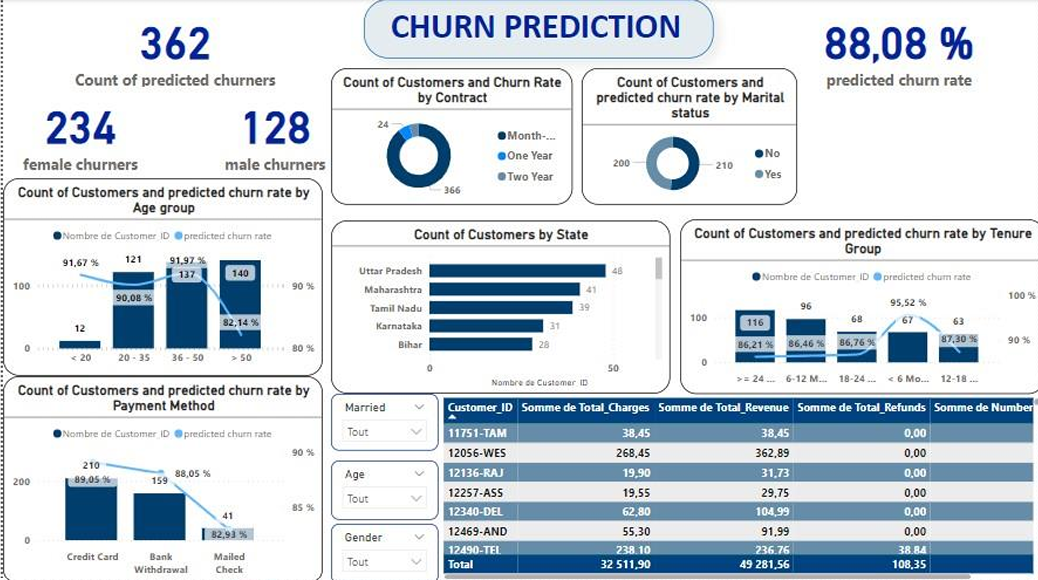 CHURN PREDICTION
362
Count of predicted churners
234
female churners
128
male churners
88,08 %
predicted churn rate
Count of Customers and Churn Rate
by Contract
24
366
Month-...
One Year
Two Year
Count of Customers and
predicted churn rate by Marital
status
200
210
No
Yes
Count of Customers and predicted churn rate by
Age group
Nombre de Customer_ID
predicted churn rate
91,67 %
121
91,97 %
137
140
100
90,08 %
90 %
12
82,14 %
0
80 %
< 20
20 - 35
36 - 50
> 50
Count of Customers by State
Uttar Pradesh
48
Maharashtra
41
Tamil Nadu
39
Karnataka
31
Bihar
28
0
50
Nombre de Customer_ID
Count of Customers and predicted churn rate by Tenure
Group
Nombre de Customer_ID
predicted churn rate
100 %
95,52 %
96
100
116
68
67
63
86,21 %
86,46 %
86,76 %
87,30 %
90 %
0
>= 24 ...
6-12 M...
18-24 ...
< 6 Mo...
12-18 ...
Count of Customers and predicted churn rate by
Payment Method
Nombre de Customer_ID
predicted churn rate
90 %
210
89,05 %
88,05 %
159
200
85 %
41
82,93 %
0
Credit Card
Bank
Withdrawal
Mailed
Check
Married
Tout
Age
Tout
Gender
Tout
Customer_ID Somme de Total_Charges Somme de Total_Revenue Somme de Total_Refunds Somme de Number
11751-TAM 38,45 38,45 0,00
12056-WES 268,45 362,89 0,00
12136-RAJ 19,90 31,73 0,00
12257-ASS 19,55 29,75 0,00
12340-DEL 62,80 104,99 0,00
12469-AND 55,30 91,99 0,00
12490-TEL 238,10 236,76 38,84
Total 32 511,90 49 281,56 108,35